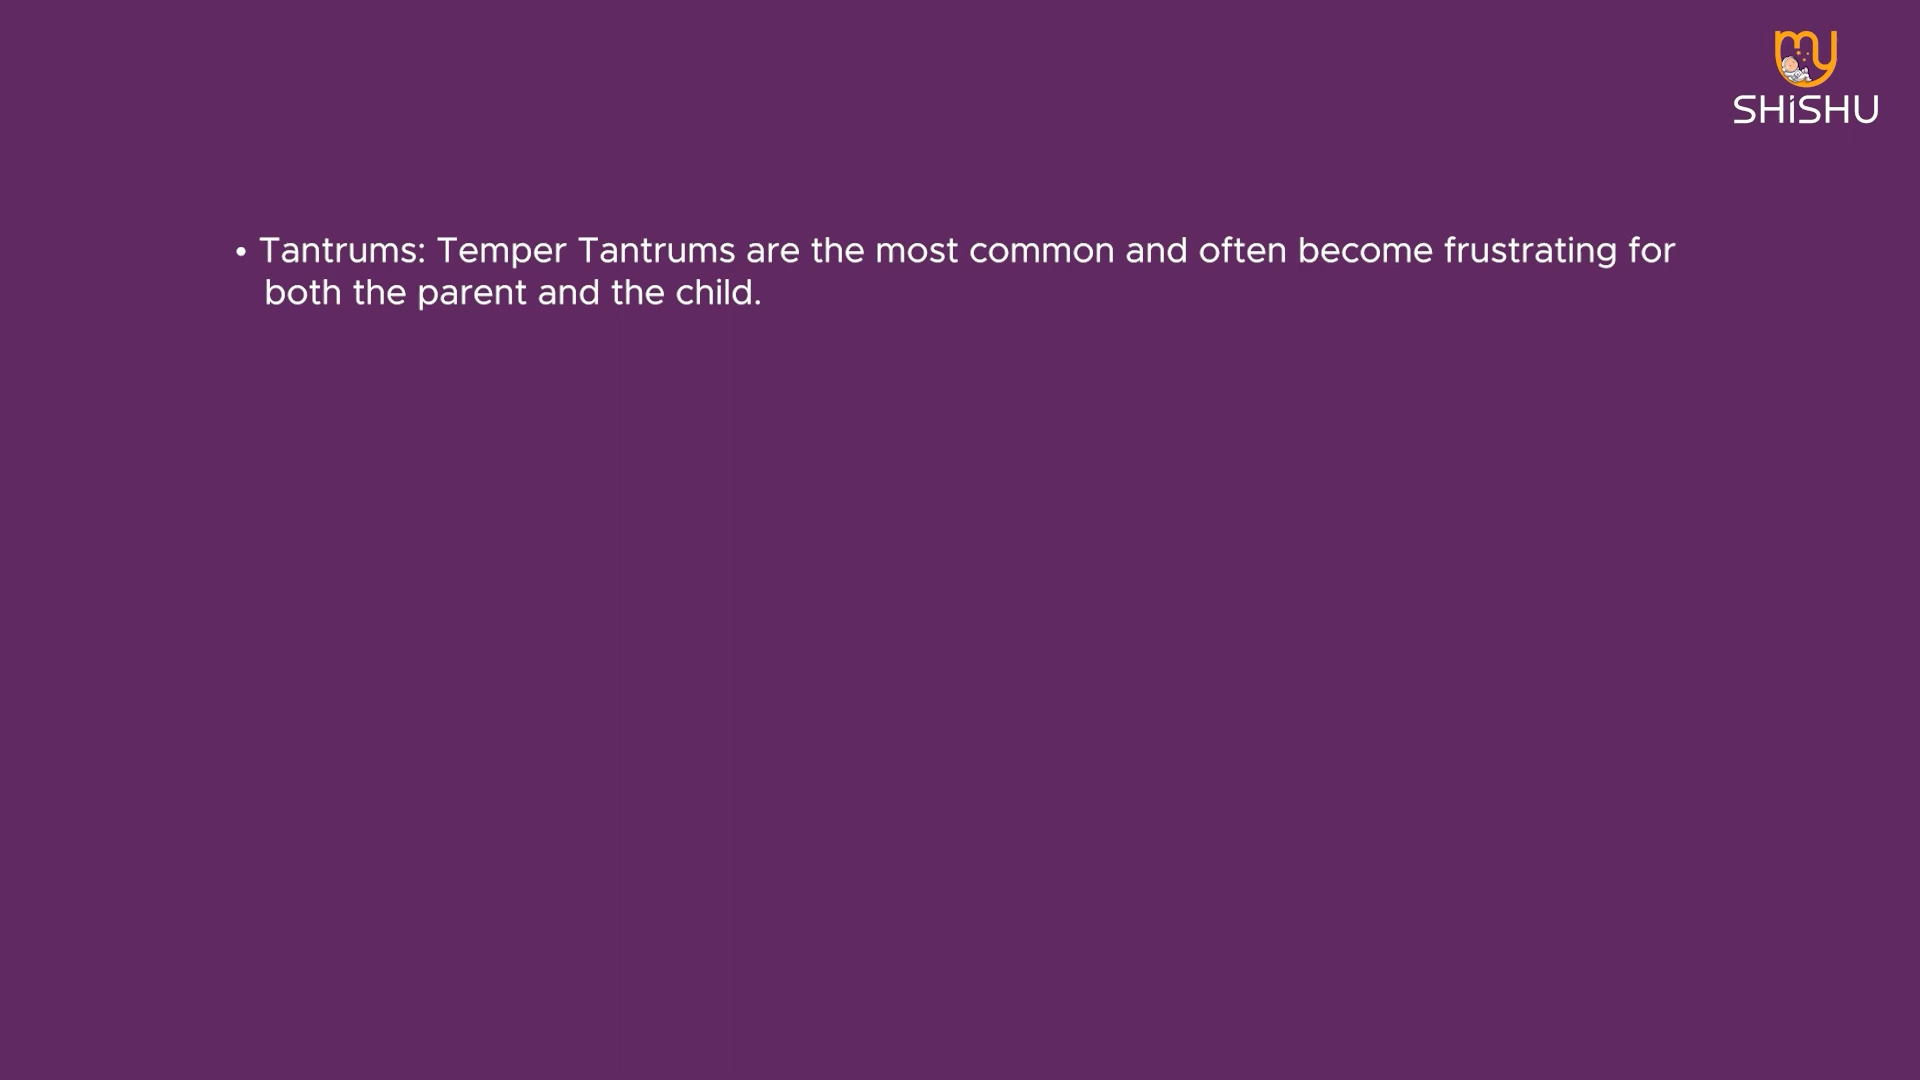 my
SHiSHU
• Tantrums: Temper Tantrums are the most common and often become frustrating for
both the parent and the child.